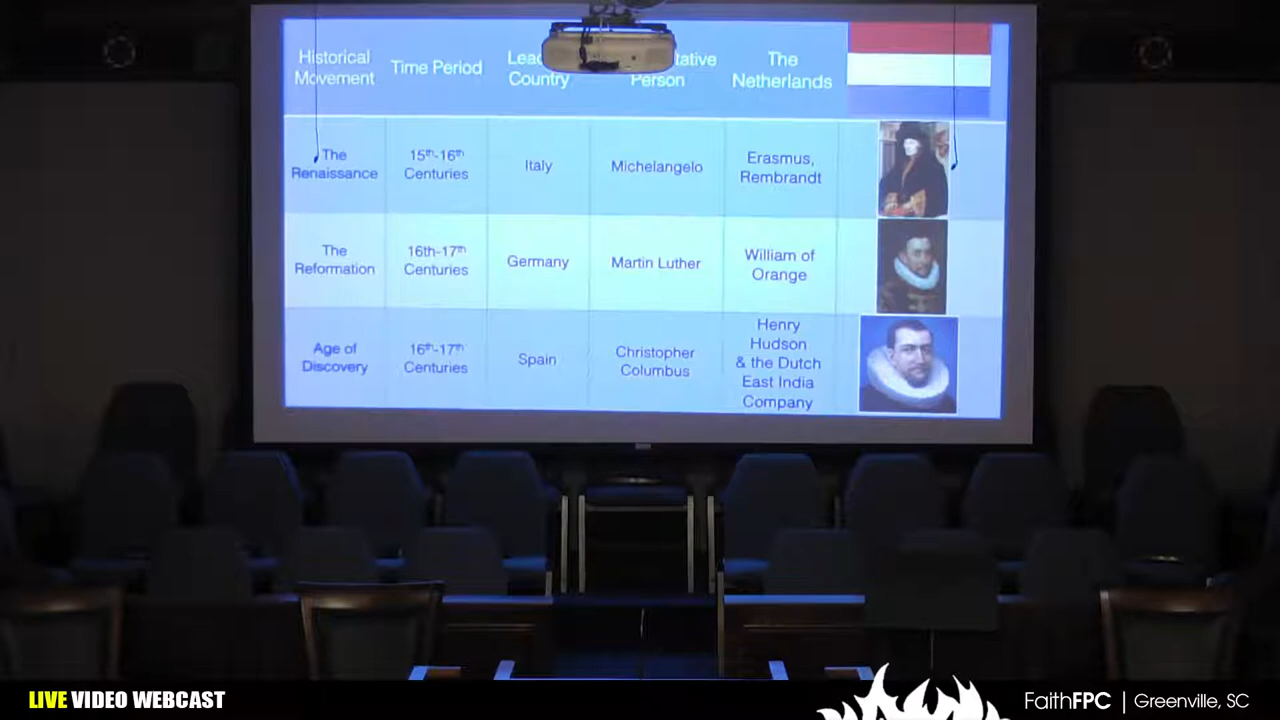 Historical
Movement
Time Period
Country
Person
The
Netherlands
The
Renaissance
15th-16th
Centuries
Italy
Michelangelo
Erasmus,
Rembrandt
The
Reformation
16th-17th
Centuries
Germany
Martin Luther
William of
Orange
Age of
Discovery
16th-17th
Centuries
Spain
Christopher
Columbus
Henry
Hudson
& the Dutch
East India
Company
LIVE VIDEO WEBCAST
FaithFPC | Greenville, SC